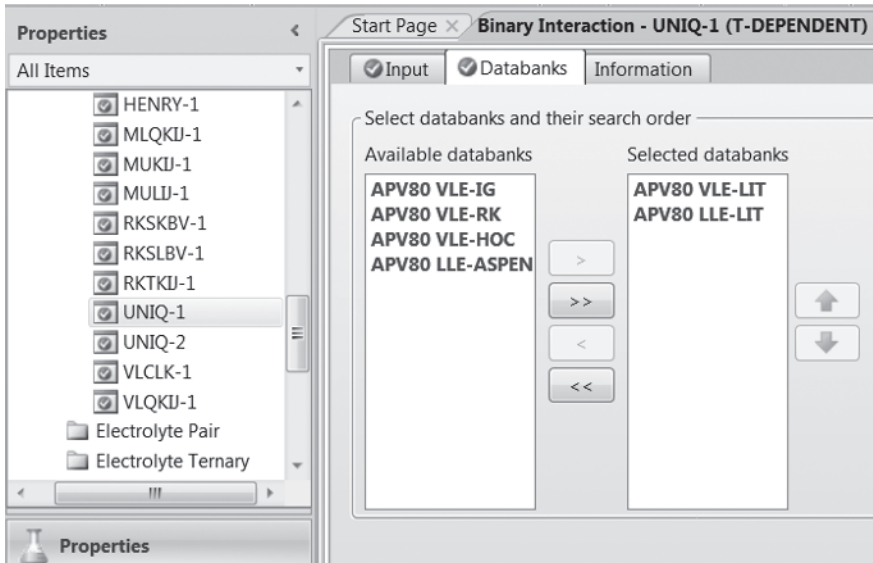 Properties
All Items
HENRY-1
MLQKIJ-1
MUKIJ-1
MULIJ-1
RKSKBV-1
RKSLBV-1
RKTKIJ-1
UNIQ-1
UNIQ-2
VLCLK-1
VLQKIJ-1
Electrolyte Pair
Electrolyte Ternary
Properties
Start Page × Binary Interaction - UNIQ-1 (T-DEPENDENT)
Input Databanks Information
Select databanks and their search order
Available databanks
APV80 VLE-IG
APV80 VLE-RK
APV80 VLE-HOC
APV80 LLE-ASPEN
>
>>
<
<<
Selected databanks
APV80 VLE-LIT
APV80 LLE-LIT